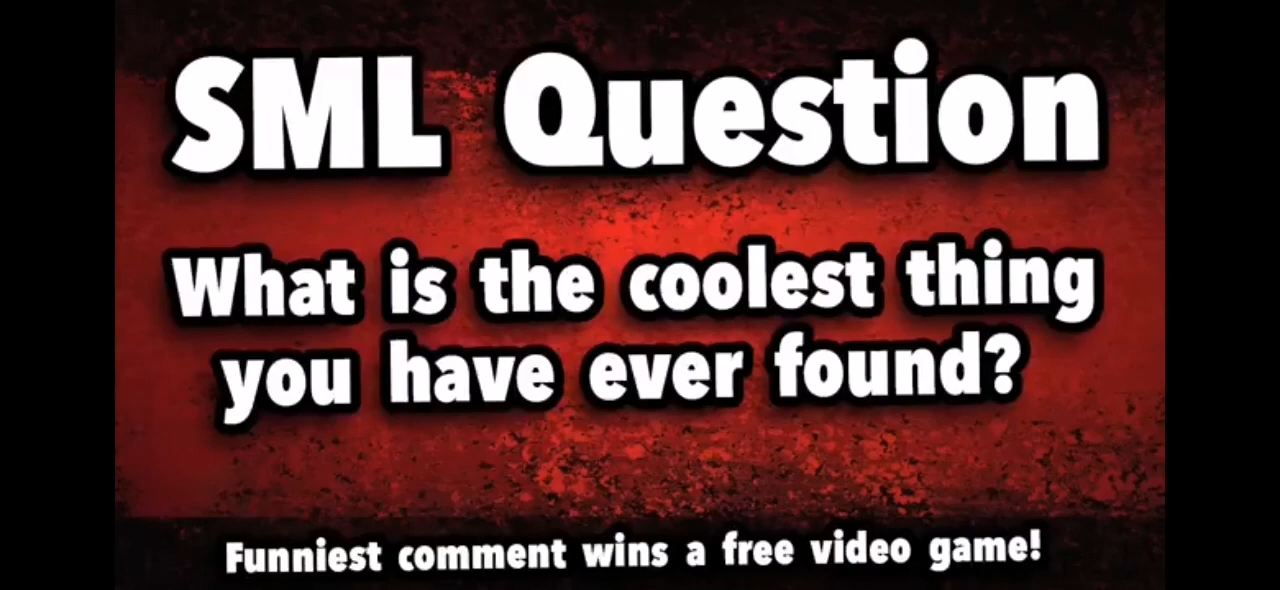 SML Question
What is the coolest thing
you have ever found?
Funniest comment wins a free video game!